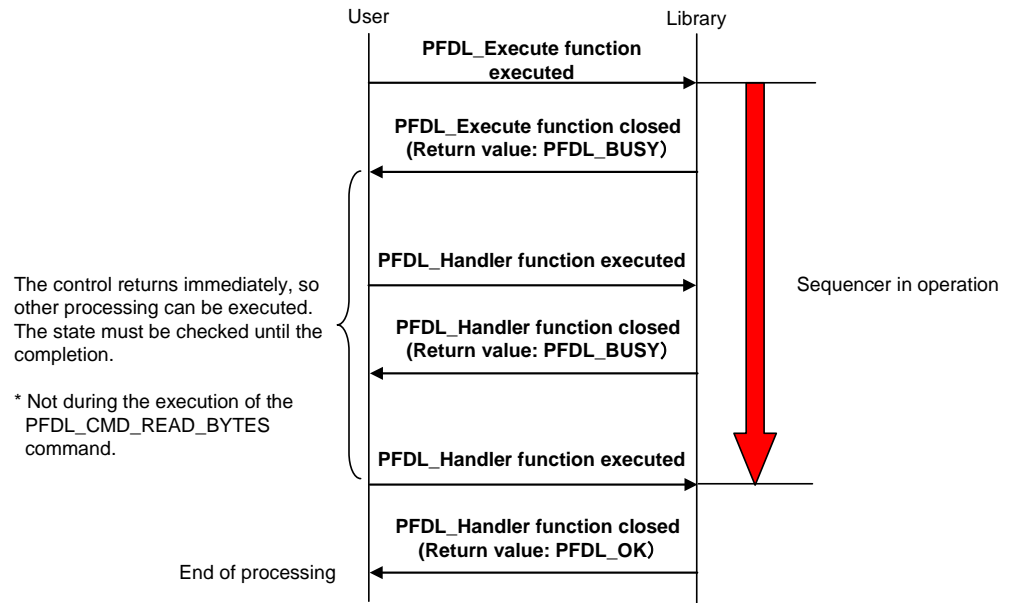 User
Library
PFDL_Execute function
executed
PFDL_Execute function closed
(Return value: PFDL_BUSY）
PFDL_Handler function executed
The control returns immediately, so
other processing can be executed.
The state must be checked until the
completion.
Sequencer in operation
PFDL_Handler function closed
(Return value: PFDL_BUSY）
* Not during the execution of the
PFDL_CMD_READ_BYTES
command.
PFDL_Handler function executed
PFDL_Handler function closed
(Return value: PFDL_OK）
End of processing